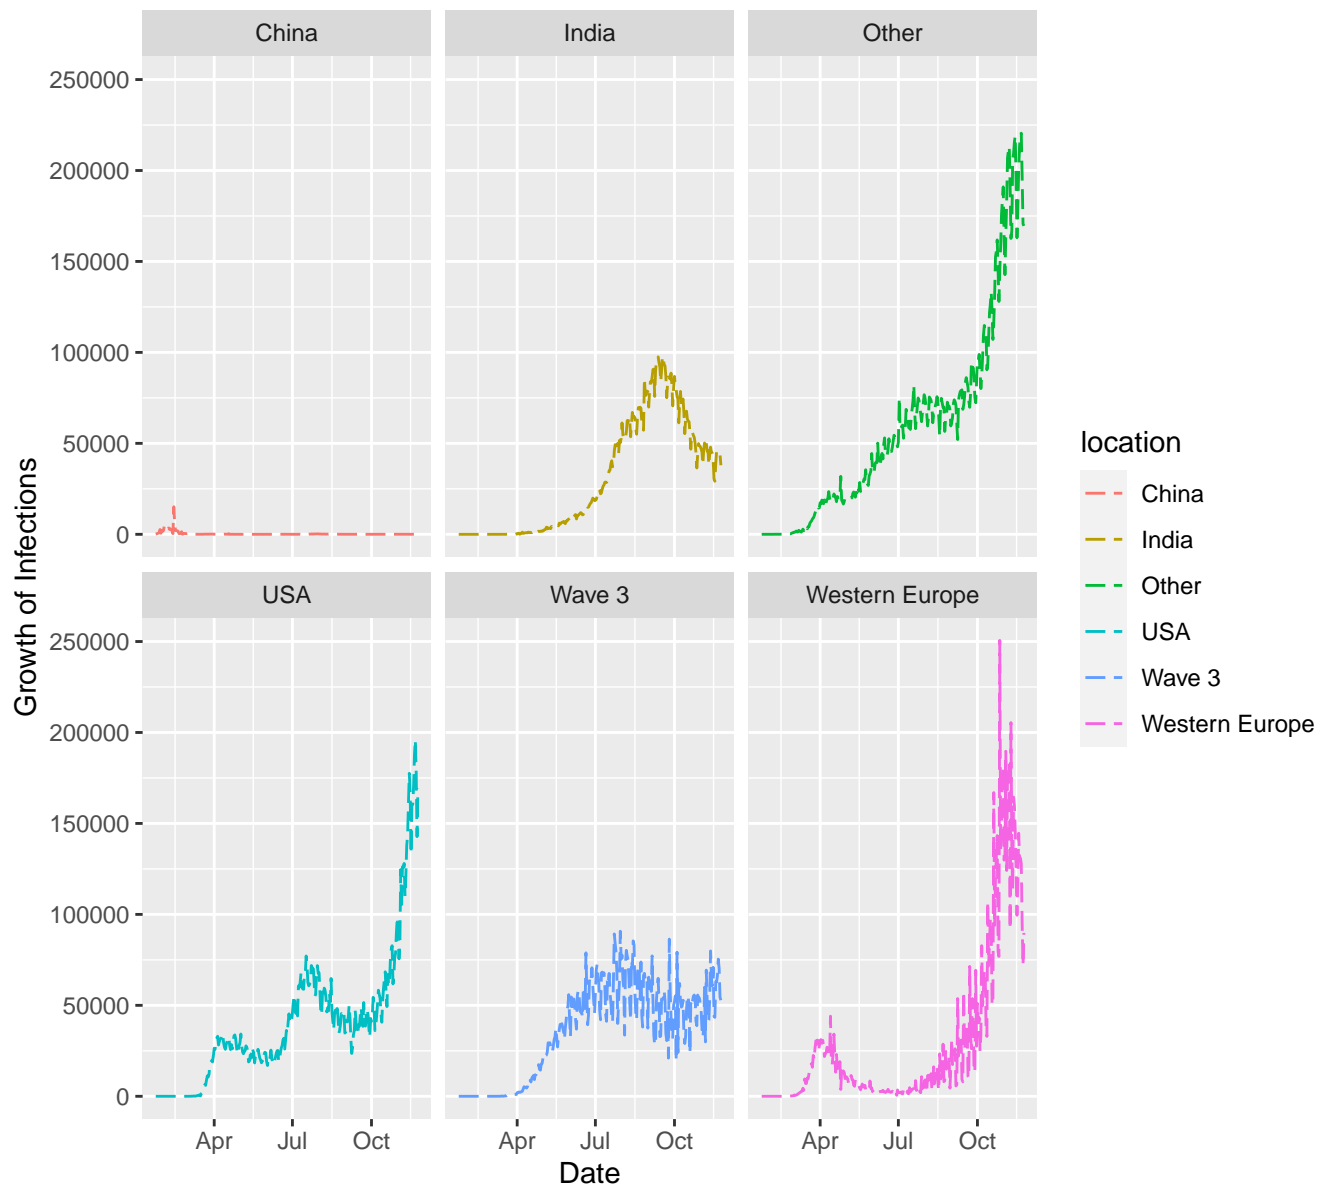 China India Other
250000
200000
150000
100000
50000
0
Growth of Infections
USA Wave 3 Western Europe
250000
200000
150000
100000
50000
0
Apr Jul Oct Apr Jul Oct Apr Jul Oct
Date
location
China
India
Other
USA
Wave 3
Western Europe